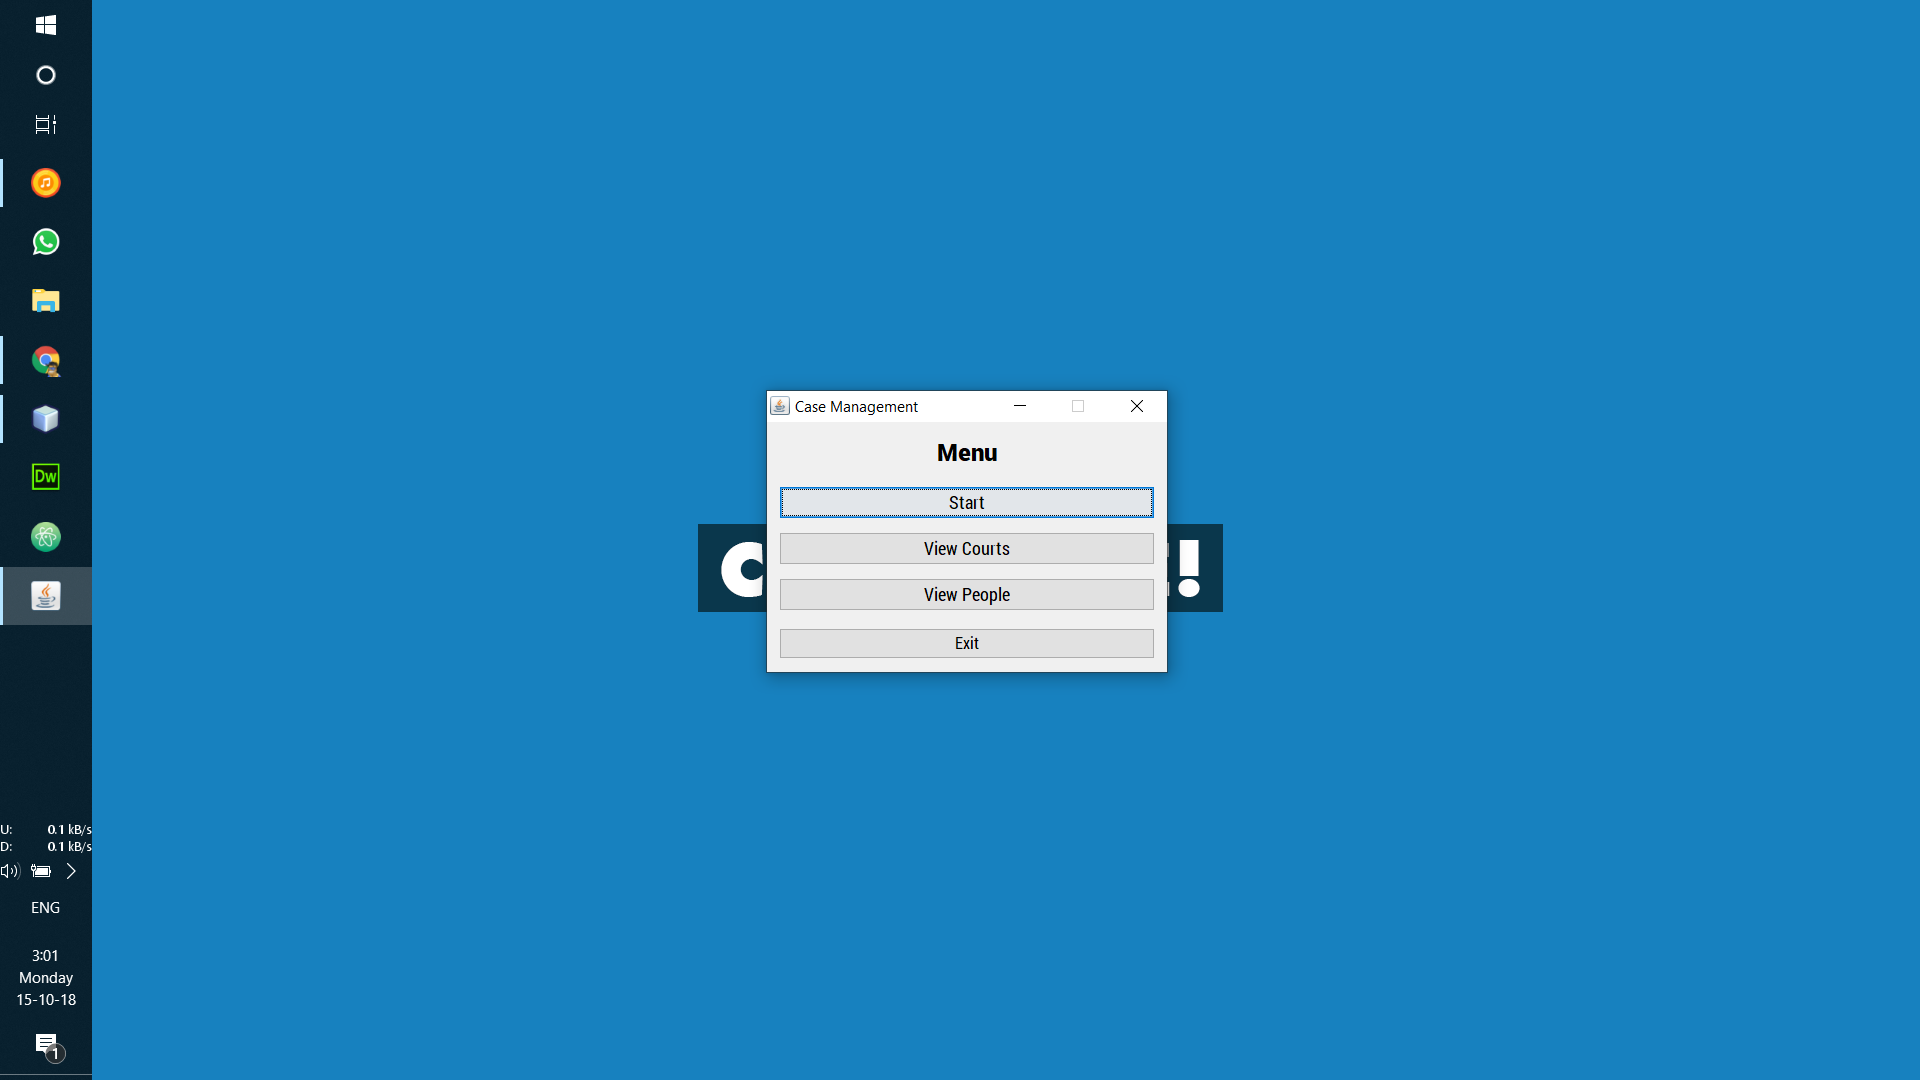 Dw
U: 0.1 kB/s
D: 0.1 kB/s
ENG
3:01
Monday
15-10-18
1
Case Management
Menu
Start
View Courts
View People
Exit